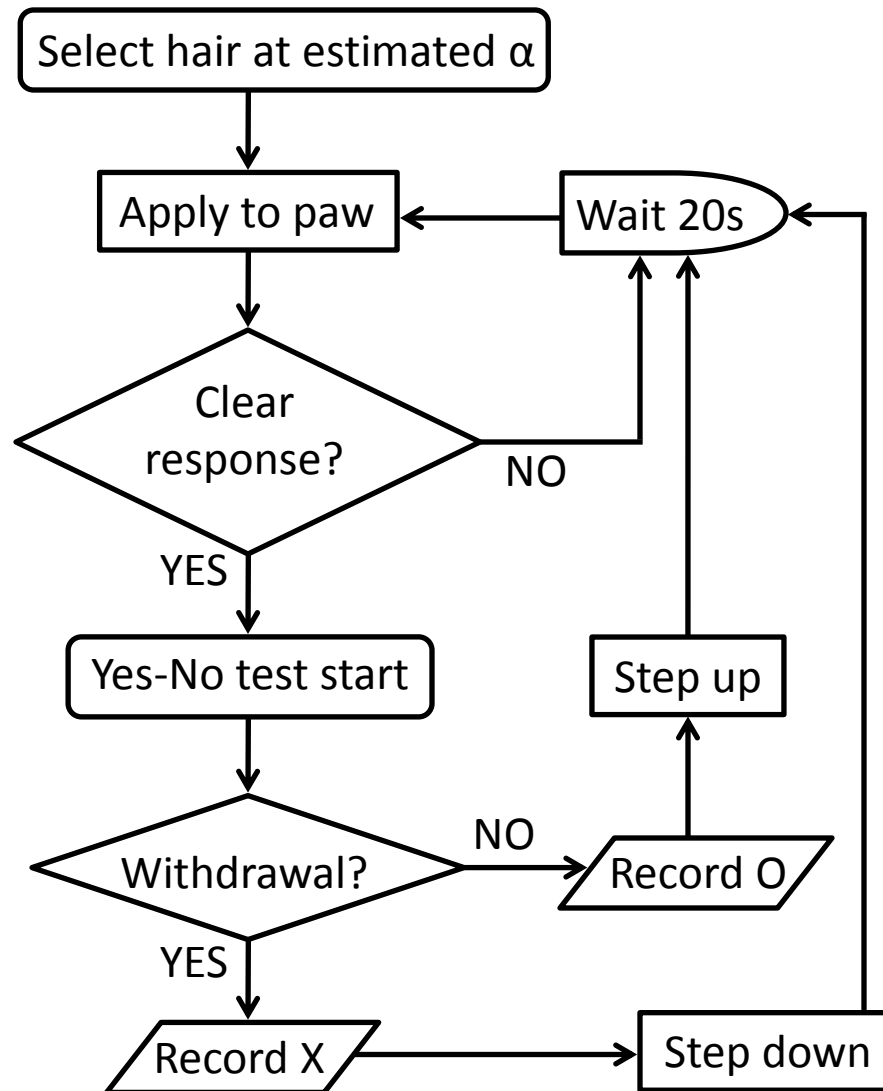 Select hair at estimated α
Apply to paw
Wait 20s
Clear
response?
NO
YES
Yes-No test start
Step up
Withdrawal?
NO
Record O
YES
Record X
Step down